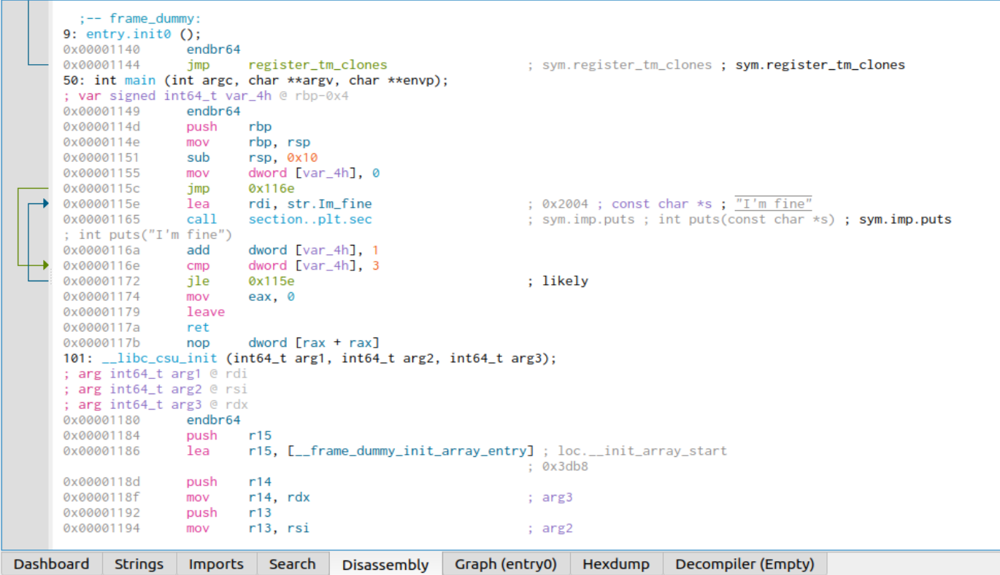 ;-- frame_dummy:
9: entry.init0 ();
0x00001140 endbr64
0x00001144 jmp register_tm_clones ; sym.register_tm_clones ; sym.register_tm_clones
50: int main (int argc, char **argv, char **envp);
; var signed int64_t var_4h @ rbp-0x4
0x00001149 endbr64
0x0000114d push rbp
0x0000114e mov rbp, rsp
0x00001151 sub rsp, 0x10
0x00001155 mov dword [var_4h], 0
0x0000115c jmp 0x116e
0x0000115e lea rdi, str.Im_fine ; 0x2004 ; const char *s ; "I'm fine"
0x00001165 call section..plt.sec ; sym.imp.puts ; int puts(const char *s) ; sym.imp.puts
; int puts("I'm fine")
0x0000116a add dword [var_4h], 1
0x0000116e cmp dword [var_4h], 3
0x00001172 jle 0x115e ; likely
0x00001174 mov eax, 0
0x00001179 leave
0x0000117a ret
0x0000117b nop dword [rax + rax]
101: __libc_csu_init (int64_t arg1, int64_t arg2, int64_t arg3);
; arg int64_t arg1 @ rdi
; arg int64_t arg2 @ rsi
; arg int64_t arg3 @ rdx
0x00001180 endbr64
0x00001184 push r15
0x00001186 lea r15, [__frame_dummy_init_array_entry] ; loc.__init_array_start
; 0x3db8
0x0000118d push r14
0x0000118f mov r14, rdx ; arg3
0x00001192 push r13
0x00001194 mov r13, rsi ; arg2
Dashboard Strings Imports Search Disassembly Graph (entry0) Hexdump Decompiler (Empty)